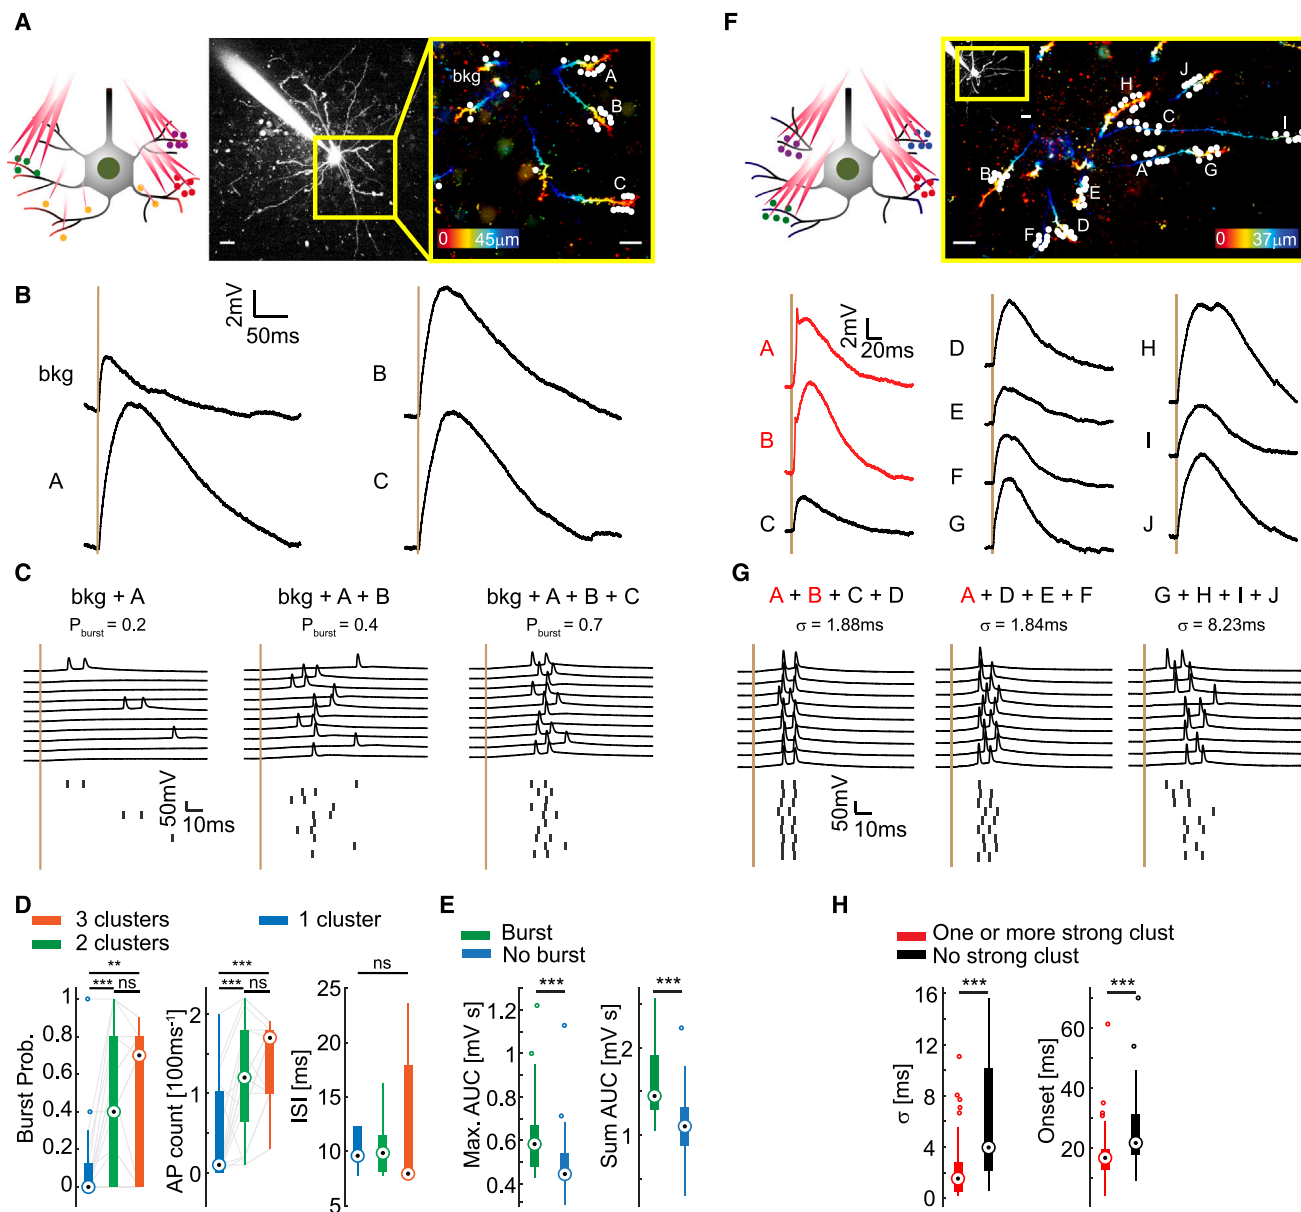 A
bkg
A
B
C
0 45μm
F
H
J
C
I
B
A
G
E
F
D
0 37μm
B
2mV
50ms
bkg
B
A
C
A
2mV
20ms
B
C
D
E
F
G
H
I
J
C
bkg + A
P burst = 0.2
bkg + A + B
P burst = 0.4
bkg + A + B + C
P burst = 0.7
50mV
10ms
G
A + B + C + D
σ = 1.88ms
A + D + E + F
σ = 1.84ms
G + H + I + J
σ = 8.23ms
50mV
10ms
D
3 clusters
2 clusters
1 cluster
**
*** ns
Burst Prob.
1
0.8
0.6
0.4
0.2
0
***
*** ns
AP count [100ms⁻¹]
2
1
0
ns
ISI [ms]
25
20
15
10
5
E
Burst
No burst
***
Max. AUC [mV s]
1.2
1
0.8
0.6
0.4
***
Sum AUC [mV s]
2
1
H
One or more strong clust
No strong clust
***
σ [ms]
16
12
8
4
0
***
Onset [ms]
60
40
20